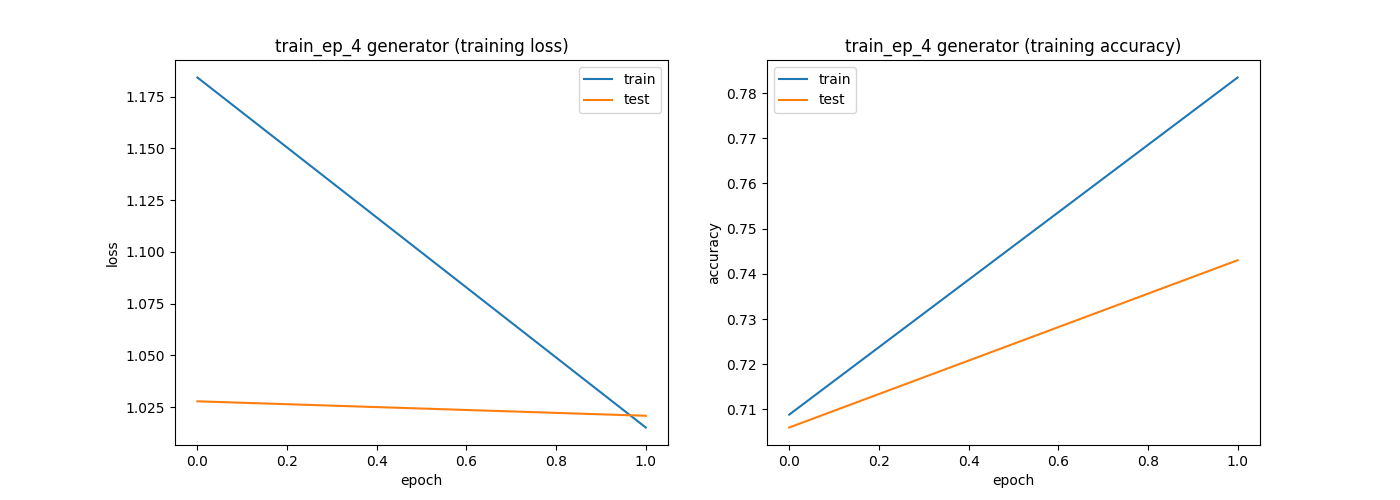 train_ep_4 generator (training loss)
train
test
1.175
1.150
1.125
1.100
1.075
1.050
1.025
loss
0.0 0.2 0.4 0.6 0.8 1.0
epoch
train_ep_4 generator (training accuracy)
train
test
0.78
0.77
0.76
0.75
0.74
0.73
0.72
0.71
accuracy
0.0 0.2 0.4 0.6 0.8 1.0
epoch